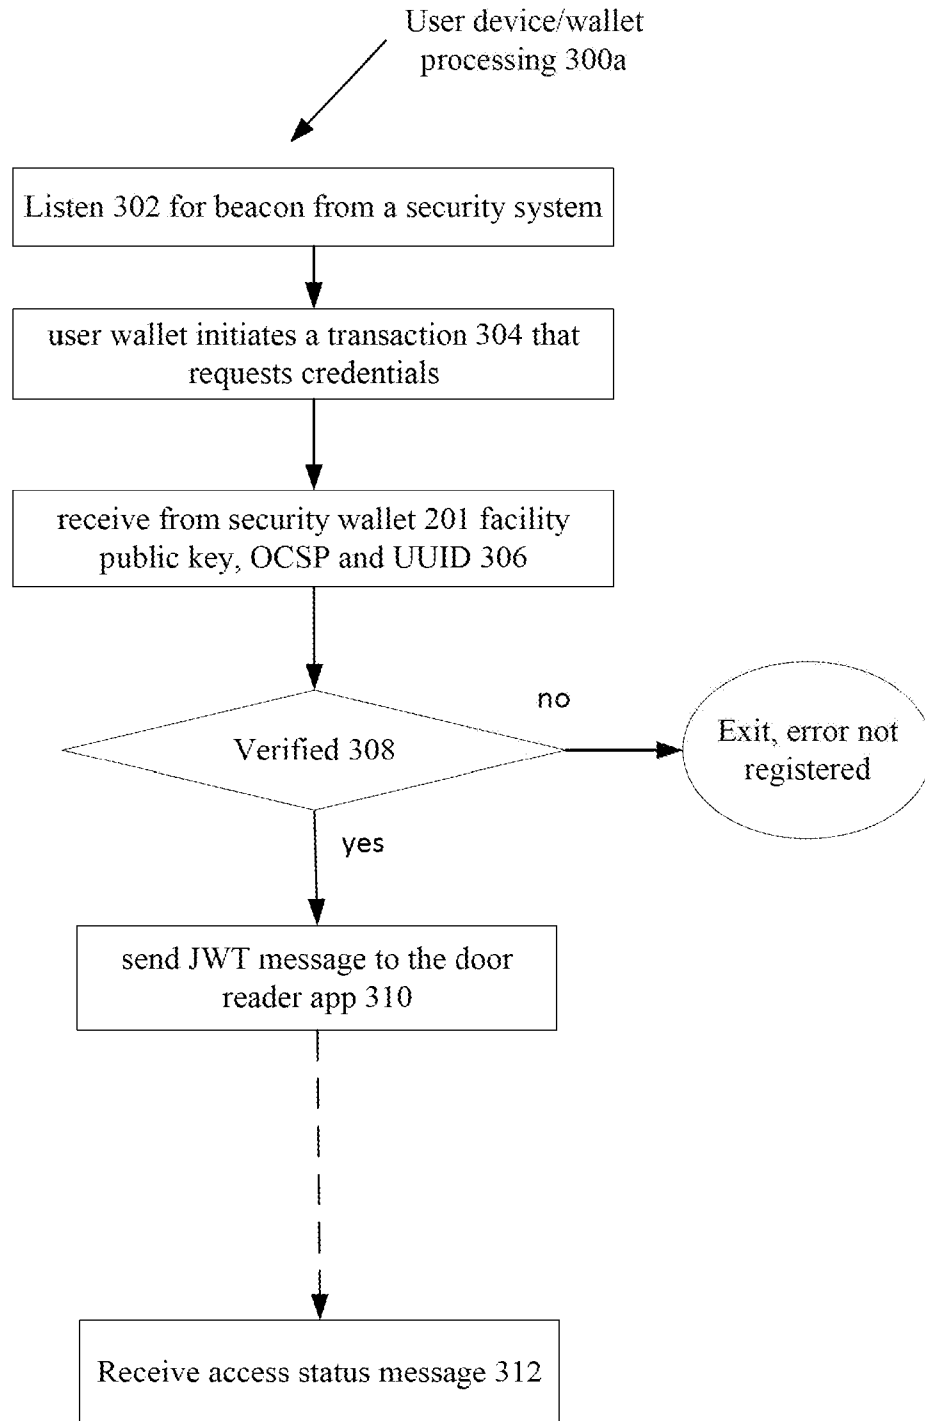 User device/wallet
processing 300a
Listen 302 for beacon from a security system
user wallet initiates a transaction 304 that
requests credentials
receive from security wallet 201 facility
public key, OCSP and UUID 306
Verified 308
no
Exit, error not
registered
yes
send JWT message to the door
reader app 310
Receive access status message 312